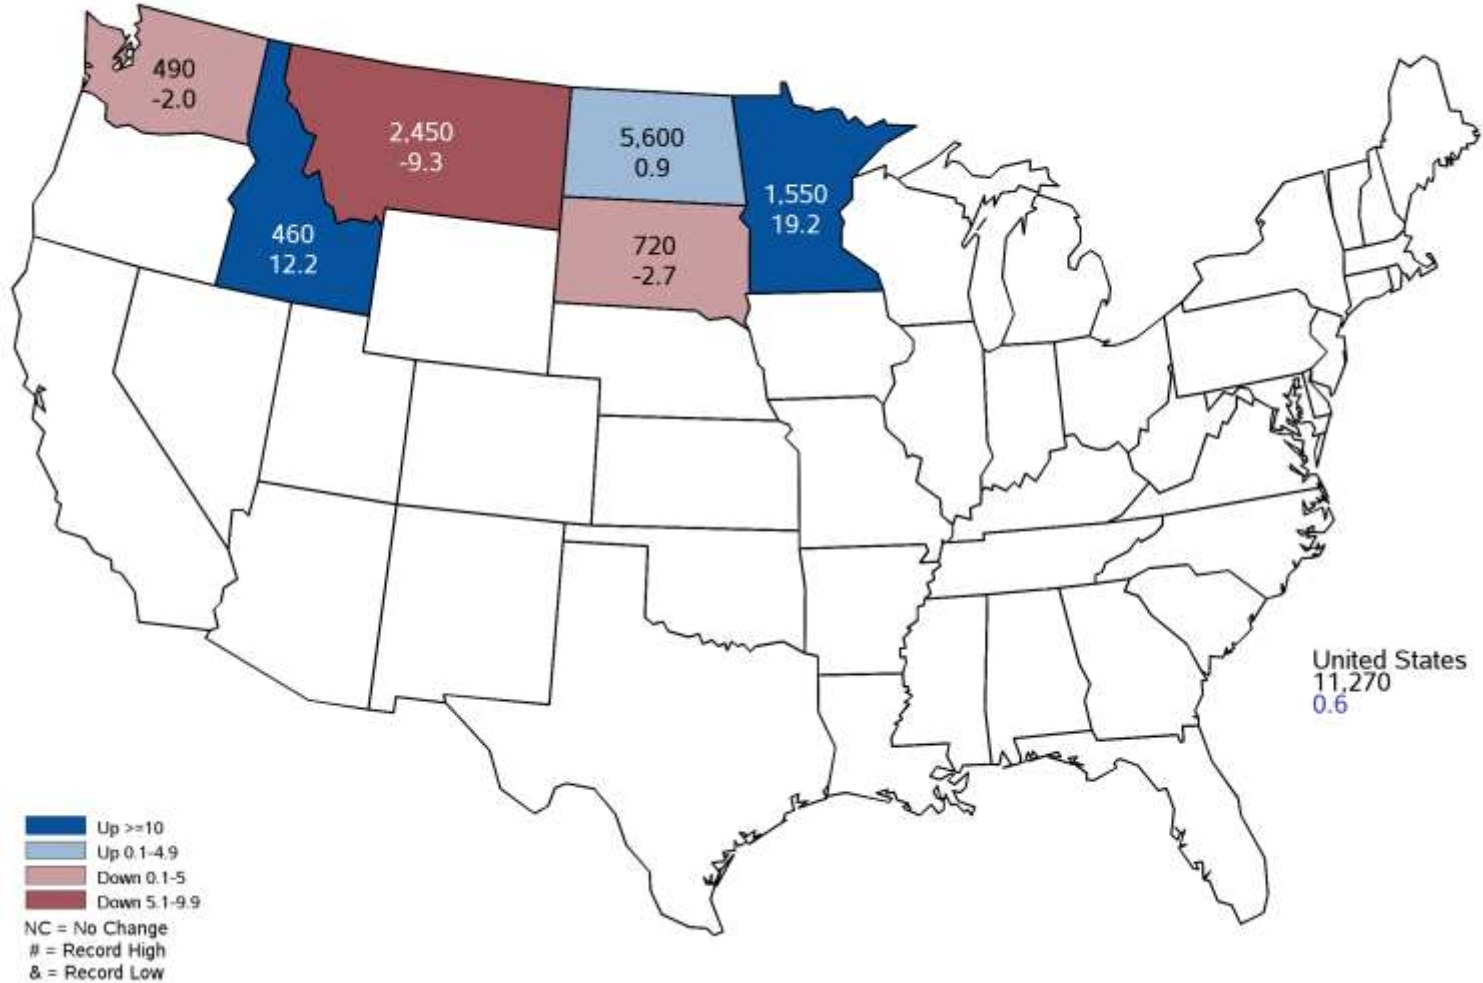 490
-2.0
2,450
-9.3
5,600
0.9
1,550
19.2
460
12.2
720
-2.7
United States
11,270
0.6
Up >=10
Up 0.1-4.9
Down 0.1-5
Down 5.1-9.9
NC = No Change
# = Record High
& = Record Low